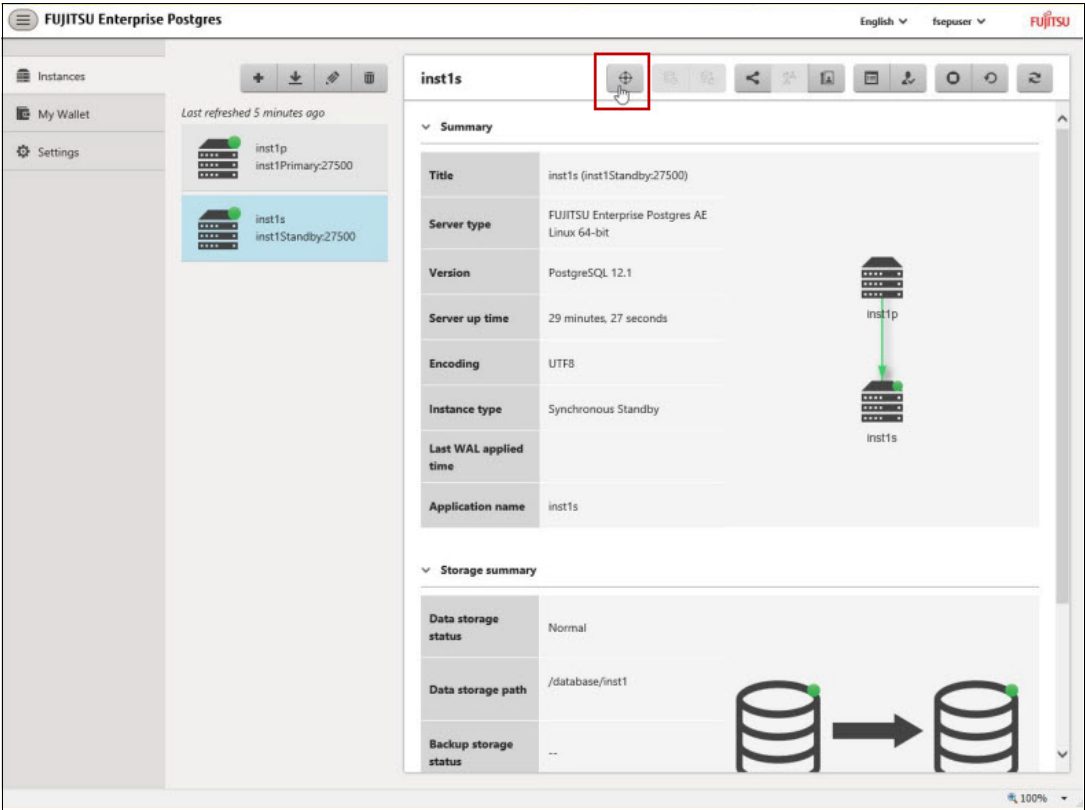 FUJITSU Enterprise Postgres
English
fsepuser
FUJITSU
Instances
My Wallet
Settings
Last refreshed 5 minutes ago
inst1p
inst1Primary:27500
inst1s
inst1Standby:27500
inst1s
Summary
Title
inst1s (inst1Standby:27500)
Server type
FUJITSU Enterprise Postgres AE
Linux 64-bit
Version
PostgreSQL 12.1
Server up time
29 minutes, 27 seconds
Encoding
UTF8
Instance type
Synchronous Standby
Last WAL applied
time
Application name
inst1s
inst1p
inst1s
Storage summary
Data storage
status
Normal
Data storage path
/database/inst1
Backup storage
status
--
100%